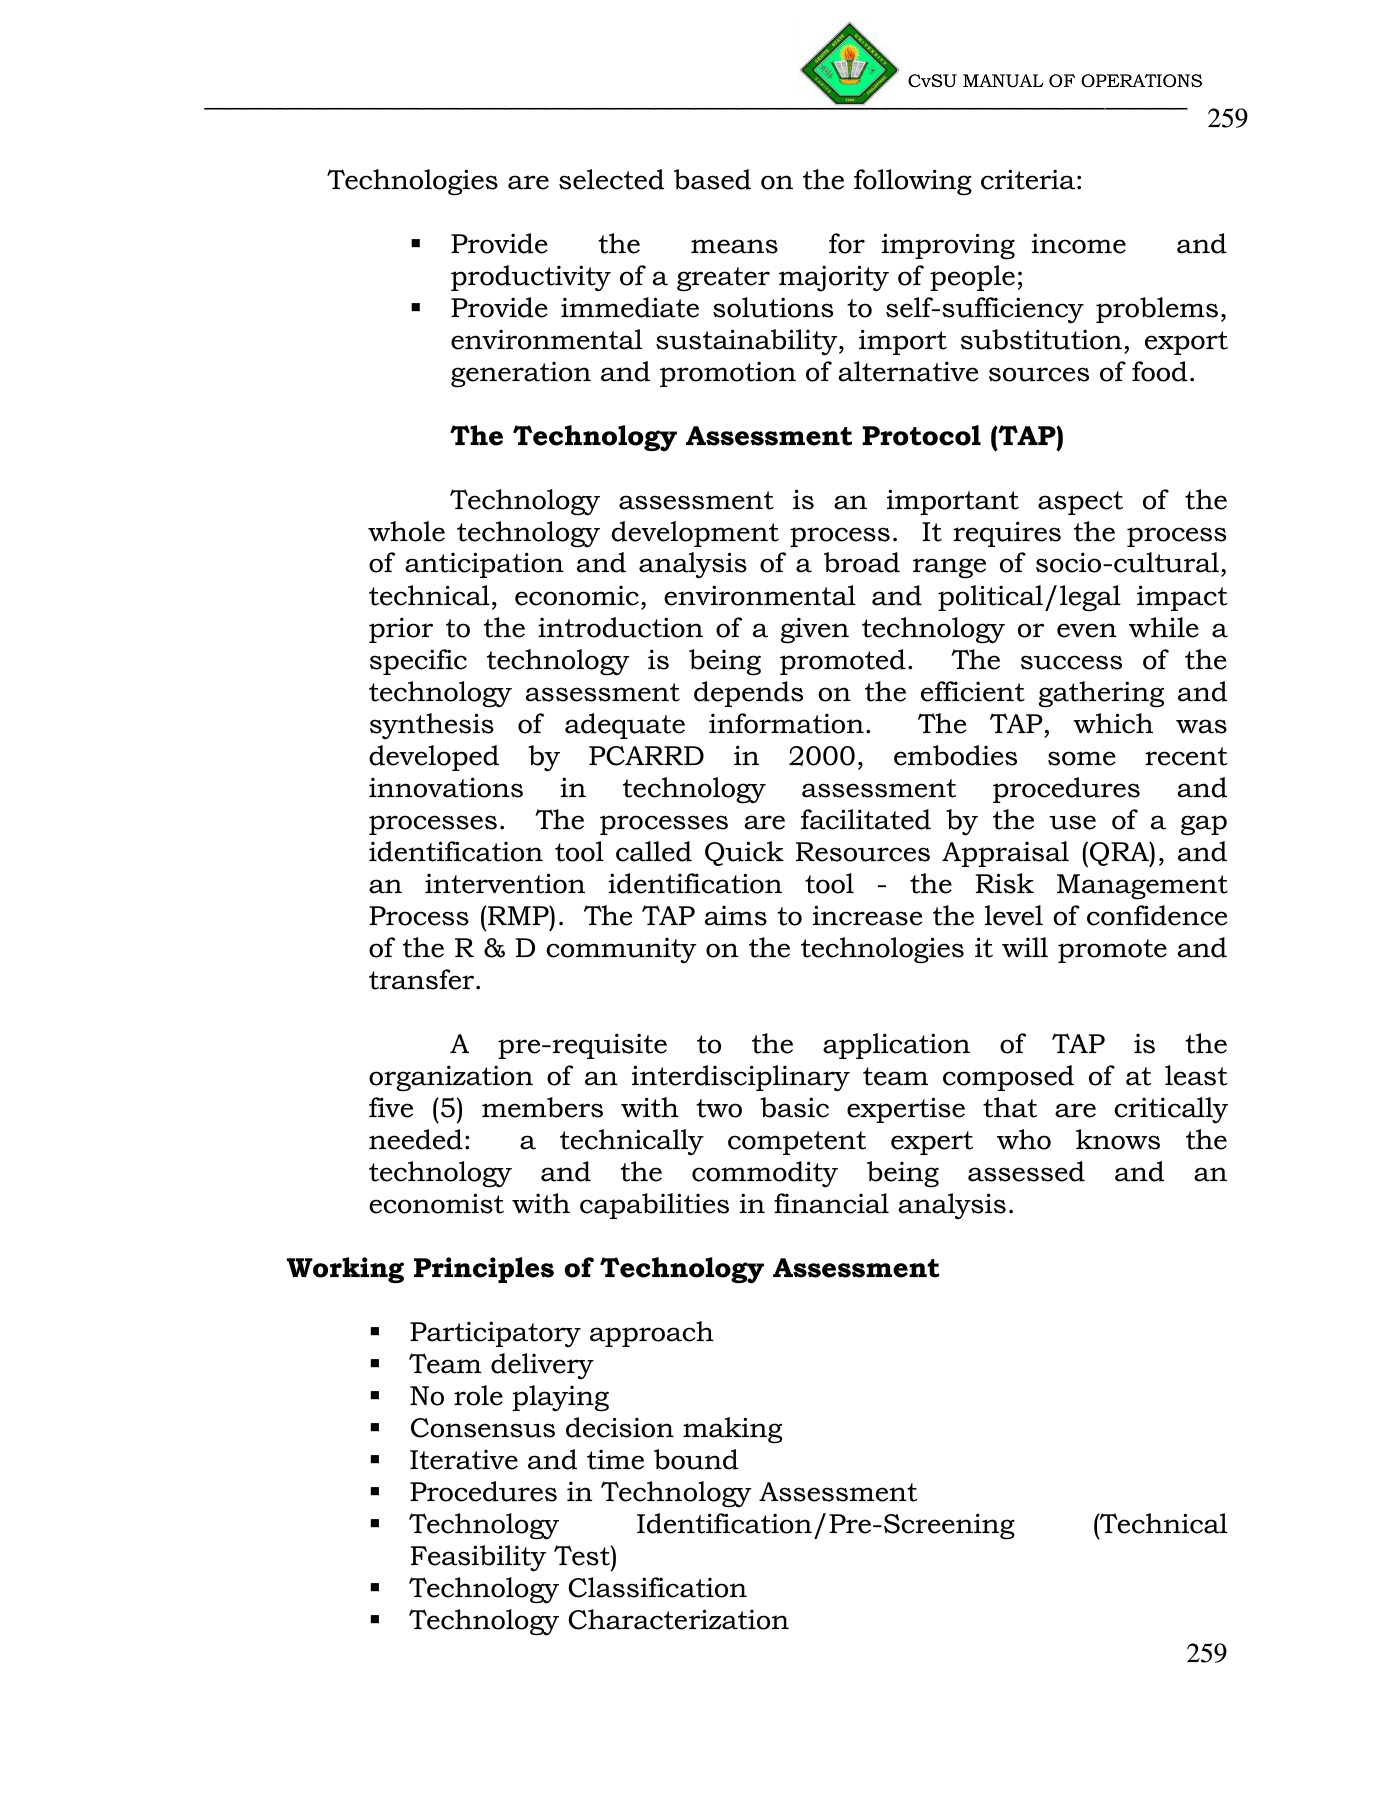 CvSU MANUAL OF OPERATIONS
259
Technologies are selected based on the following criteria:
▪ Provide the means for improving income and
productivity of a greater majority of people;
▪ Provide immediate solutions to self-sufficiency problems,
environmental sustainability, import substitution, export
generation and promotion of alternative sources of food.
The Technology Assessment Protocol (TAP)
Technology assessment is an important aspect of the
whole technology development process. It requires the process
of anticipation and analysis of a broad range of socio-cultural,
technical, economic, environmental and political/legal impact
prior to the introduction of a given technology or even while a
specific technology is being promoted. The success of the
technology assessment depends on the efficient gathering and
synthesis of adequate information. The TAP, which was
developed by PCARRD in 2000, embodies some recent
innovations in technology assessment procedures and
processes. The processes are facilitated by the use of a gap
identification tool called Quick Resources Appraisal (QRA), and
an intervention identification tool - the Risk Management
Process (RMP). The TAP aims to increase the level of confidence
of the R & D community on the technologies it will promote and
transfer.
A pre-requisite to the application of TAP is the
organization of an interdisciplinary team composed of at least
five (5) members with two basic expertise that are critically
needed: a technically competent expert who knows the
technology and the commodity being assessed and an
economist with capabilities in financial analysis.
Working Principles of Technology Assessment
▪ Participatory approach
▪ Team delivery
▪ No role playing
▪ Consensus decision making
▪ Iterative and time bound
▪ Procedures in Technology Assessment
▪ Technology Identification/Pre-Screening (Technical
Feasibility Test)
▪ Technology Classification
▪ Technology Characterization
259